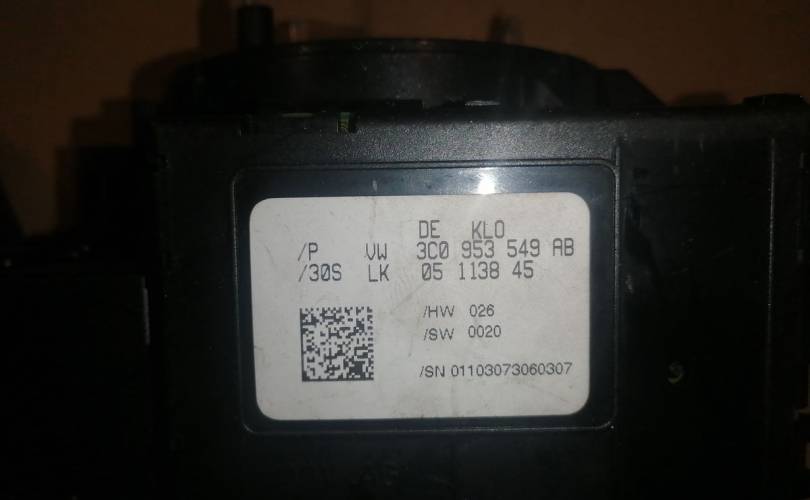 DE KLO
/P VW 3C0 953 549 AB
/30S LK 05 1138 45
/HW 026
/SW 0020
/SN 01103073060307